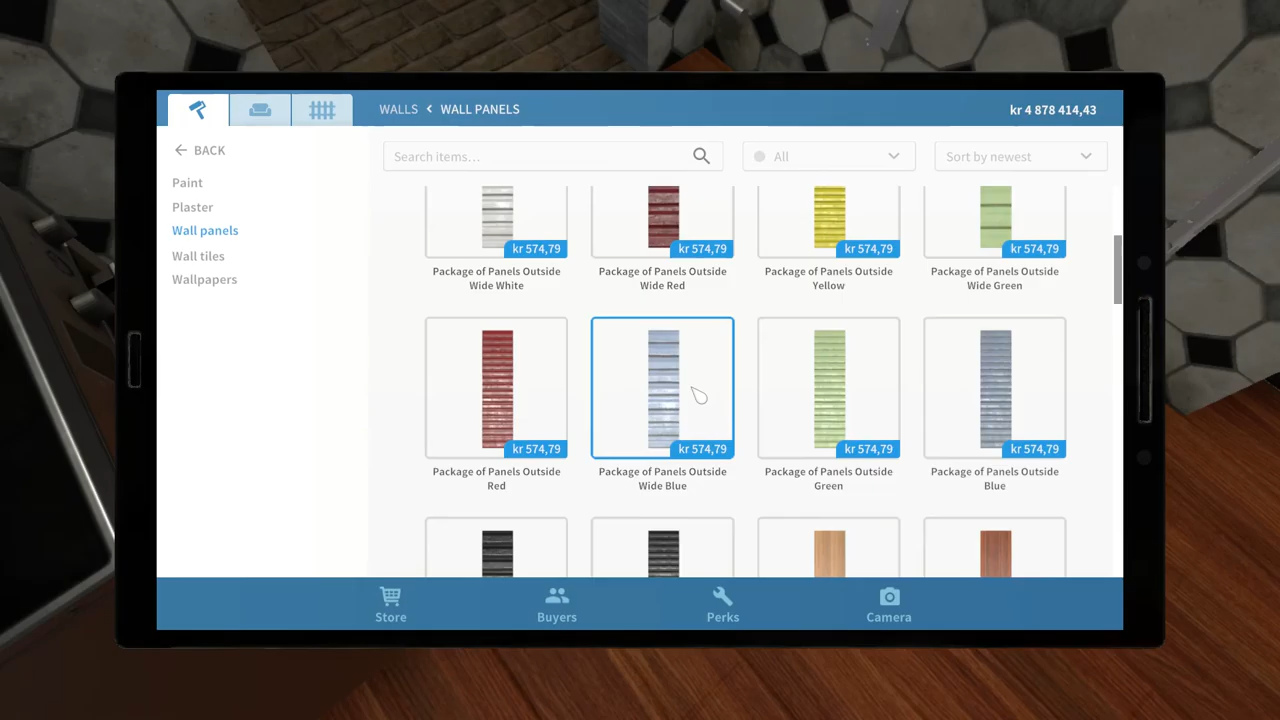 WALLS < WALL PANELS
kr 4 878 414,43
BACK
Search items...
All
Sort by newest
Paint
Plaster
Wall panels
Wall tiles
Wallpapers
kr 574,79
kr 574,79
kr 574,79
kr 574,79
Package of Panels Outside
Wide White
Package of Panels Outside
Wide Red
Package of Panels Outside
Yellow
Package of Panels Outside
Wide Green
kr 574,79
kr 574,79
kr 574,79
kr 574,79
Package of Panels Outside
Red
Package of Panels Outside
Wide Blue
Package of Panels Outside
Green
Package of Panels Outside
Blue
Store
Buyers
Perks
Camera